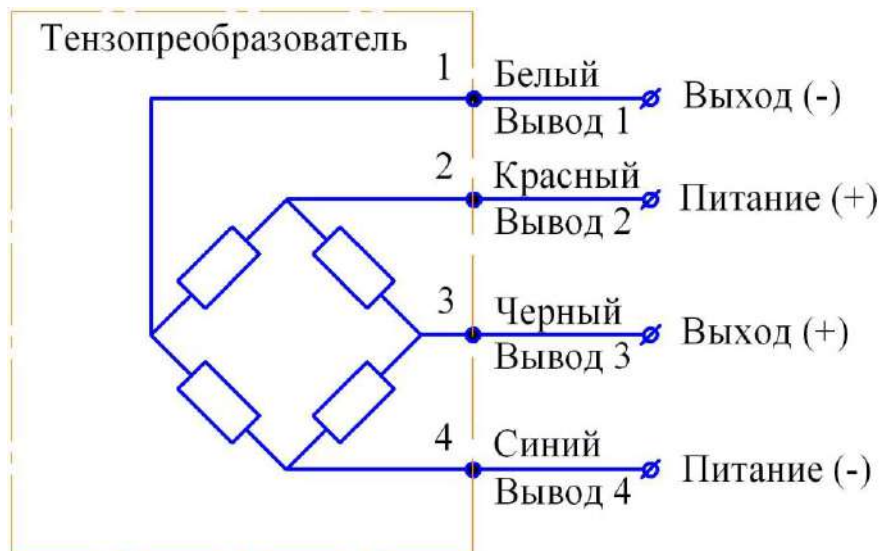 Тензопреобразователь
1 Белый Выход (-)
Вывод 1
2 Красный Питание (+)
Вывод 2
3 Черный Выход (+)
Вывод 3
4 Синий Питание (-)
Вывод 4